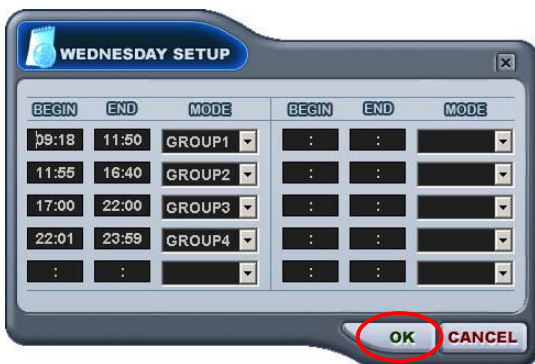 WEDNESDAY SETUP
BEGIN END MODE BEGIN END MODE
09:18 11:50 GROUP1 : :
11:55 16:40 GROUP2 : :
17:00 22:00 GROUP3 : :
22:01 23:59 GROUP4 : :
: : : :
OK CANCEL